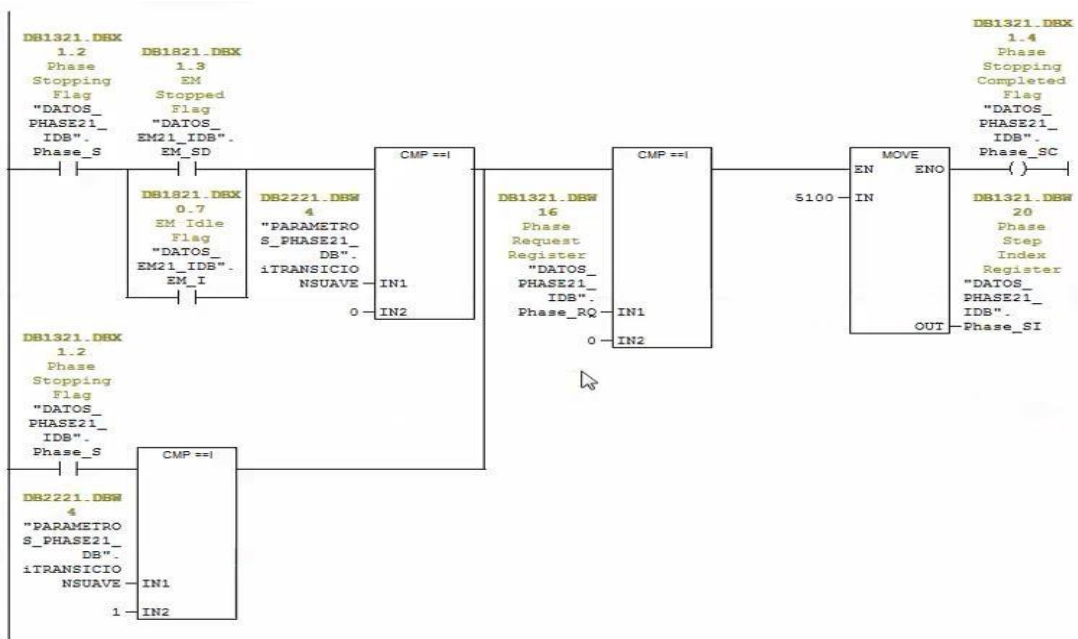 DB1321.DBX
1.2
Phase
Stopping
Flag
"DATOS_
PHASE21_
IDB".
Phase_S
DB1821.DBX
1.3
EM
Stopped
Flag
"DATOS_
EM21_IDB".
EM_SD
DB1821.DBX
0.7
EM Idle
Flag
"DATOS_
EM21_IDB".
EM_I
DB2221.DBW
4
"PARAMETRO
S_PHASE21_
DB".
iTRANSICIO
NSUAVE
0
CMP ==I
IN1
IN2
DB1321.DBW
16
Phase
Request
Register
"DATOS_
PHASE21_
IDB".
Phase_RQ
0
CMP ==I
IN1
IN2
5100
MOVE
EN ENO
IN
OUT
DB1321.DBX
1.4
Phase
Stopping
Completed
Flag
"DATOS_
PHASE21_
IDB".
Phase_SC
DB1321.DBW
20
Phase
Step
Index
Register
"DATOS_
PHASE21_
IDB".
Phase_SI
DB1321.DBX
1.2
Phase
Stopping
Flag
"DATOS_
PHASE21_
IDB".
Phase_S
DB2221.DBW
4
"PARAMETRO
S_PHASE21_
DB".
iTRANSICIO
NSUAVE
1
CMP ==I
IN1
IN2